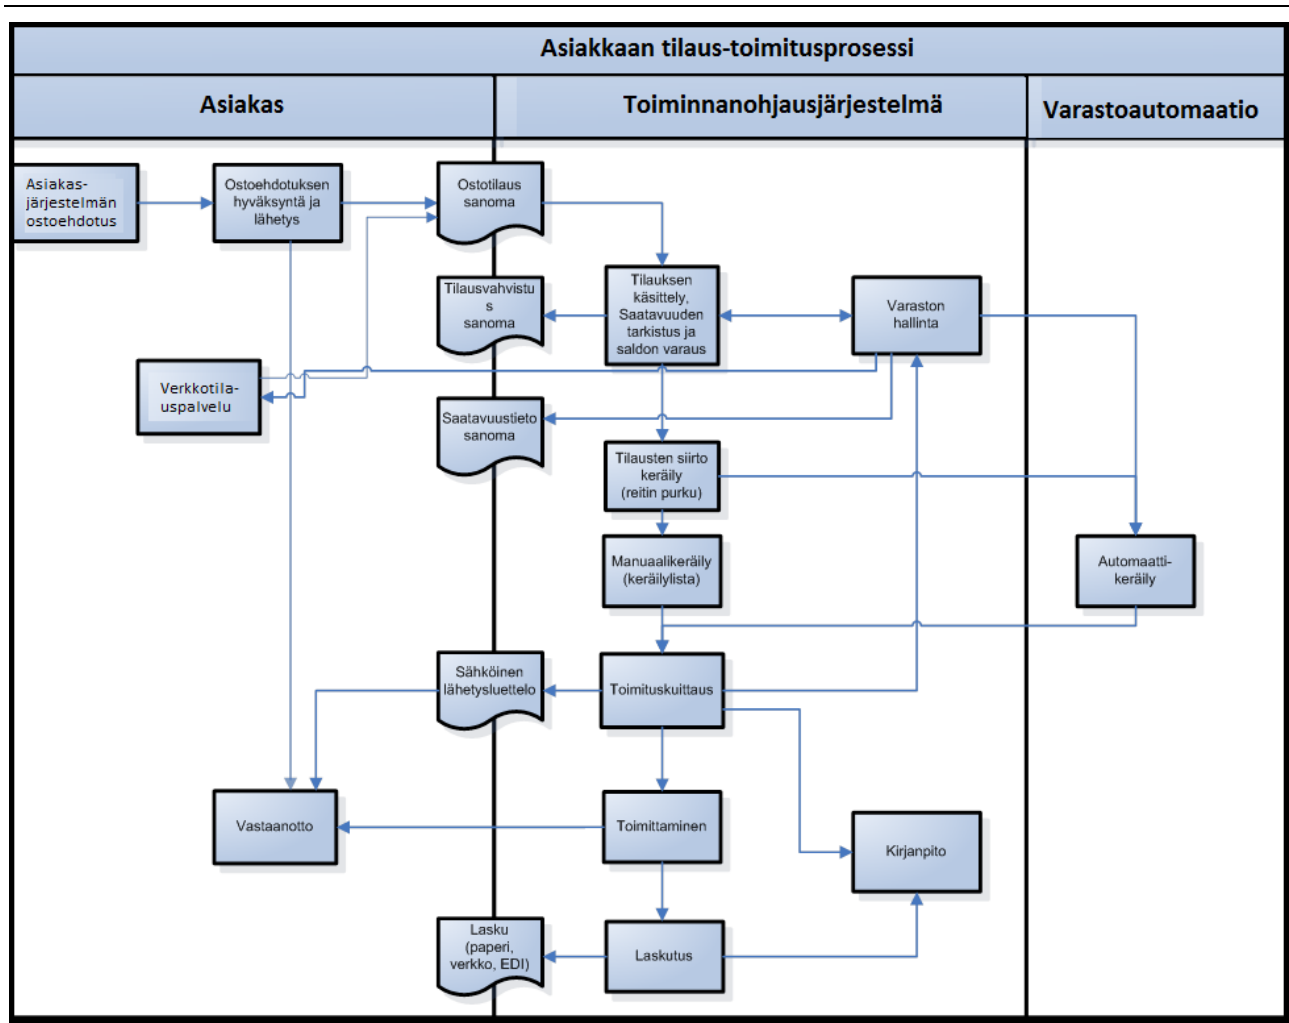 Asiakkaan tilaus-toimitusprosessi
Asiakas
Toiminnanohjausjärjestelmä
Varastoautomaatio
Asiakas-
järjestelmän
ostoehdotus
Ostoehdotuksen
hyväksyntä ja
lähetys
Ostotilaus
sanoma
Tilausvahvistu
s
sanoma
Tilauksen
käsittely,
Saatavuuden
tarkistus ja
saldon varaus
Varaston
hallinta
Verkkotila-
uspalvelu
Saatavuustieto
sanoma
Tilausten siirto
keräily
(reitin purku)
Manuaalikeräily
(keräilylista)
Automaatti-
keräily
Sähköinen
lähetysluettelo
Toimituskuittaus
Vastaanotto
Toimittaminen
Kirjanpito
Lasku
(paperi,
verkko, EDI)
Laskutus